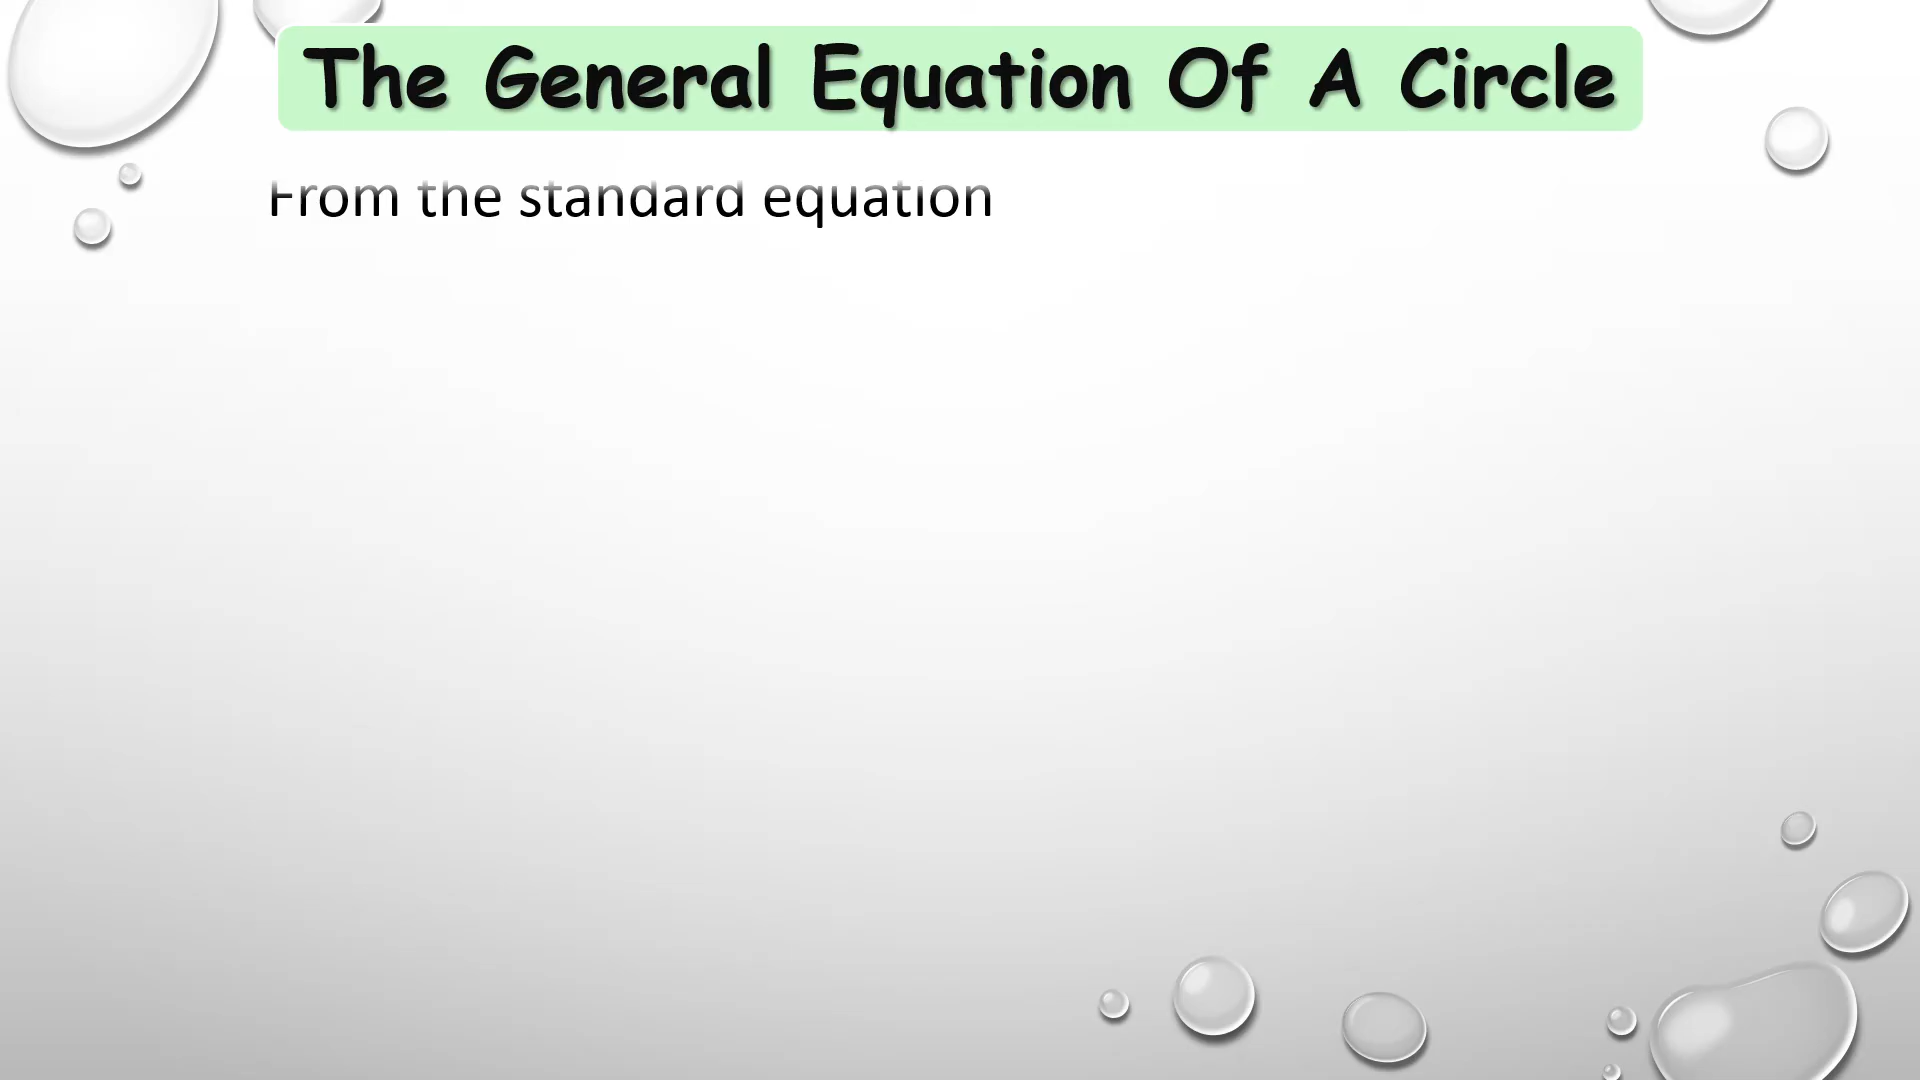 The General Equation Of A Circle
From the standard equation